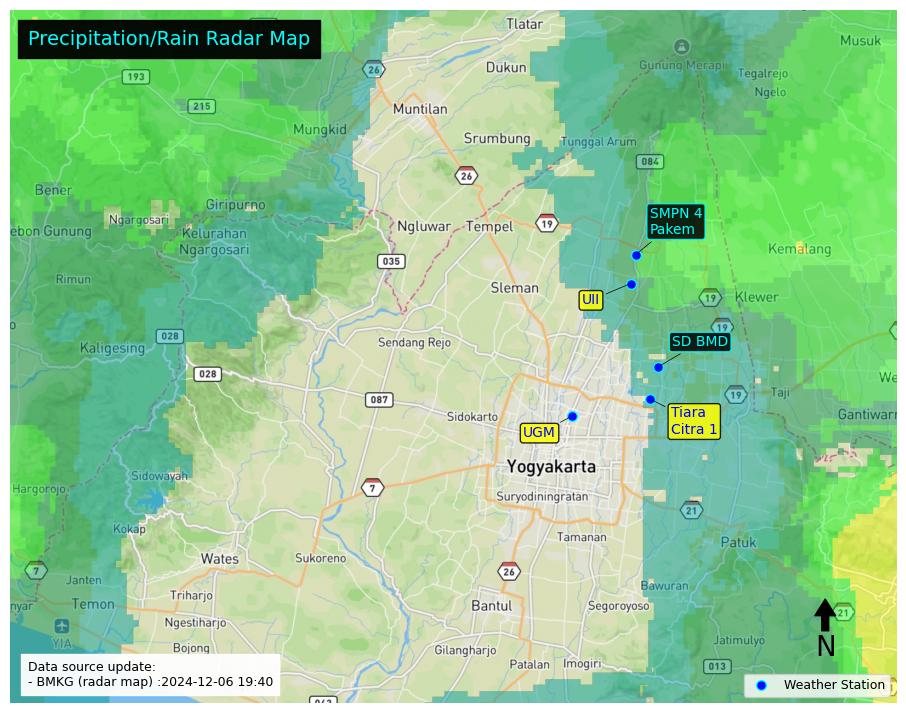 Precipitation/Rain Radar Map
Tlatar
Musuk
Gunung Merapi
26
193
Dukun
Tegalrejo
Ngelo
215
Muntilan
Mungkid
Srumbung
Tunggal Arum
084
26
Bener
Giripurno
SMPN 4
Pakem
Ngargosari
ebon Gunung
Kelurahan
Ngargosari
Ngluwar
Tempel
19
Kemalang
035
Rimun
Sleman
UII
19
Klewer
19
028
Kaligesing
Sendang Rejo
SD BMD
028
We
087
19
Taji
Sidokarto
Tiara
Citra 1
Gantiwar
UGM
Yogyakarta
Sidowayah
Hargorojo
7
Suryodiningratan
21
Kokap
Tamanan
Patuk
Wates
Sukoreno
7
26
Janten
Bawuran
nyar
Temon
Triharjo
Bantul
Segoroyoso
21
Ngestiharjo
YIA
N
Jatimulyo
Bojong
Gilangharjo
Patalan
Imogiri
013
Data source update:
- BMKG (radar map) :2024-12-06 19:40
Weather Station